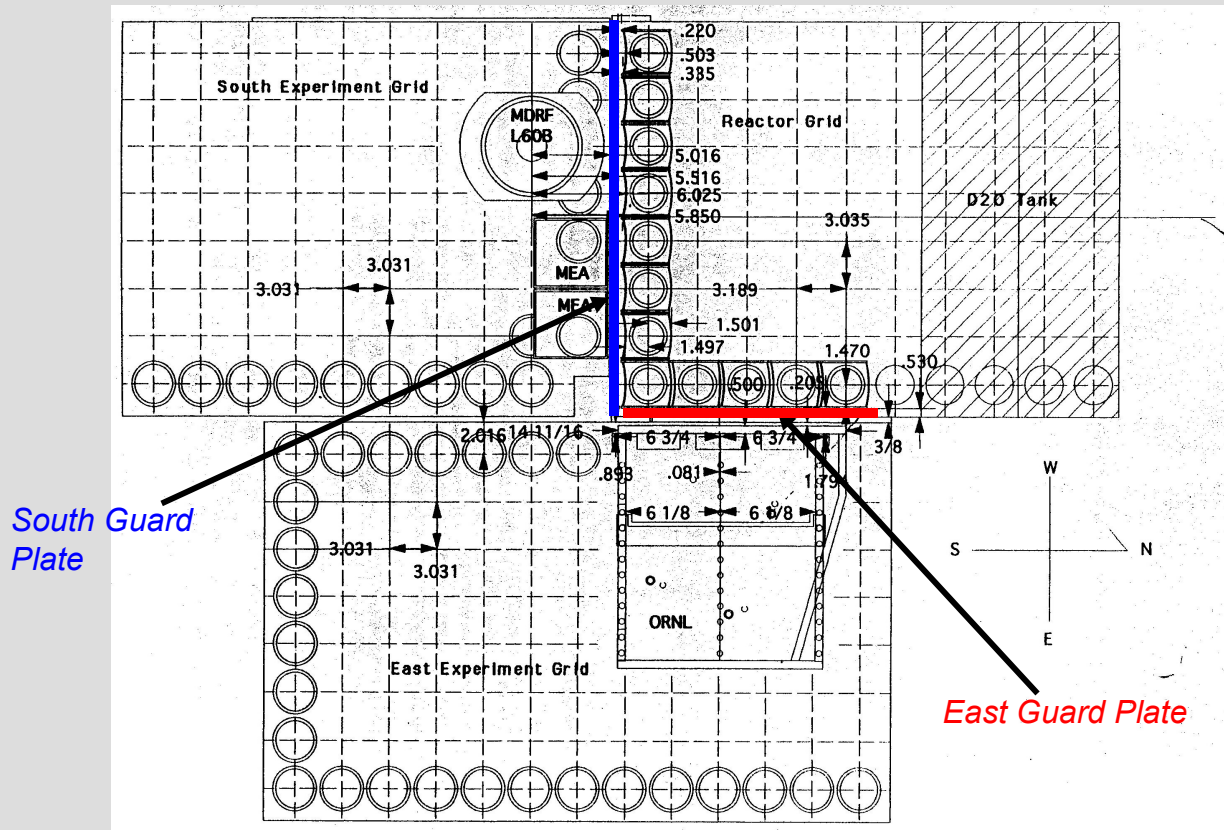 .220
.503
.335
South Experiment Grid
MDRF
L60B
Reactor Grid
5.016
5.516
6.025
5.850
D2O Tank
3.035
3.031
3.031
MEA
3.189
MEA
1.501
1.497
1.470
.530
.500
.205
2.016
14 11/16
6 3/4
6 3/4
3/8
.893
.081
W
South Guard
Plate
6 1/8
S
N
3.031
3.031
ORNL
E
East Experiment Grid
East Guard Plate